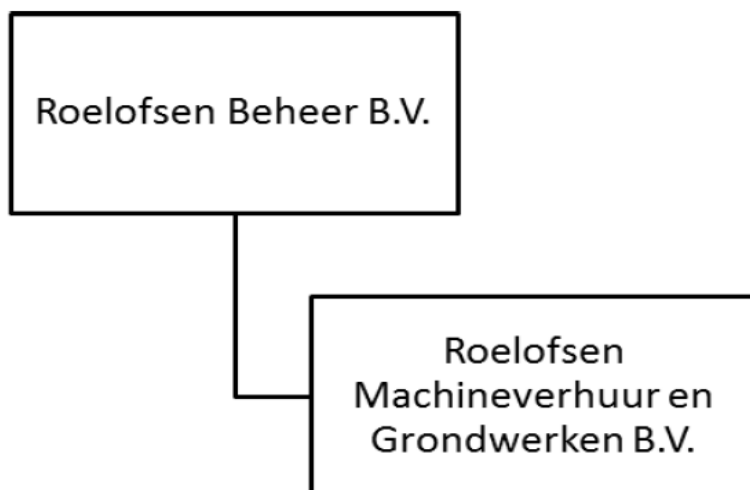 Roelofsen Beheer B.V.
Roelofsen
Machineverhuur en
Grondwerken B.V.